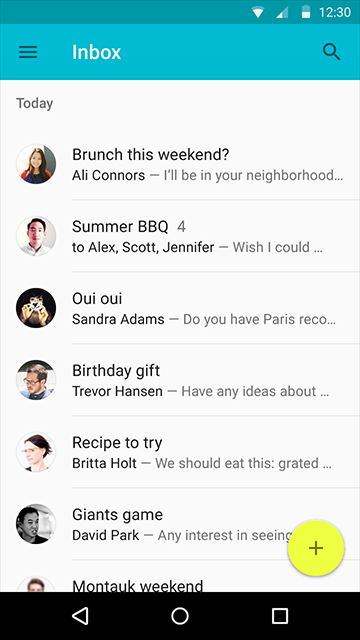 12:30
Inbox
Today
Brunch this weekend?
Ali Connors — I'll be in your neighborhood…
Summer BBQ 4
to Alex, Scott, Jennifer — Wish I could …
Oui oui
Sandra Adams — Do you have Paris reco…
Birthday gift
Trevor Hansen — Have any ideas about …
Recipe to try
Britta Holt — We should eat this: grated …
Giants game
David Park — Any interest in seeing
Montauk weekend